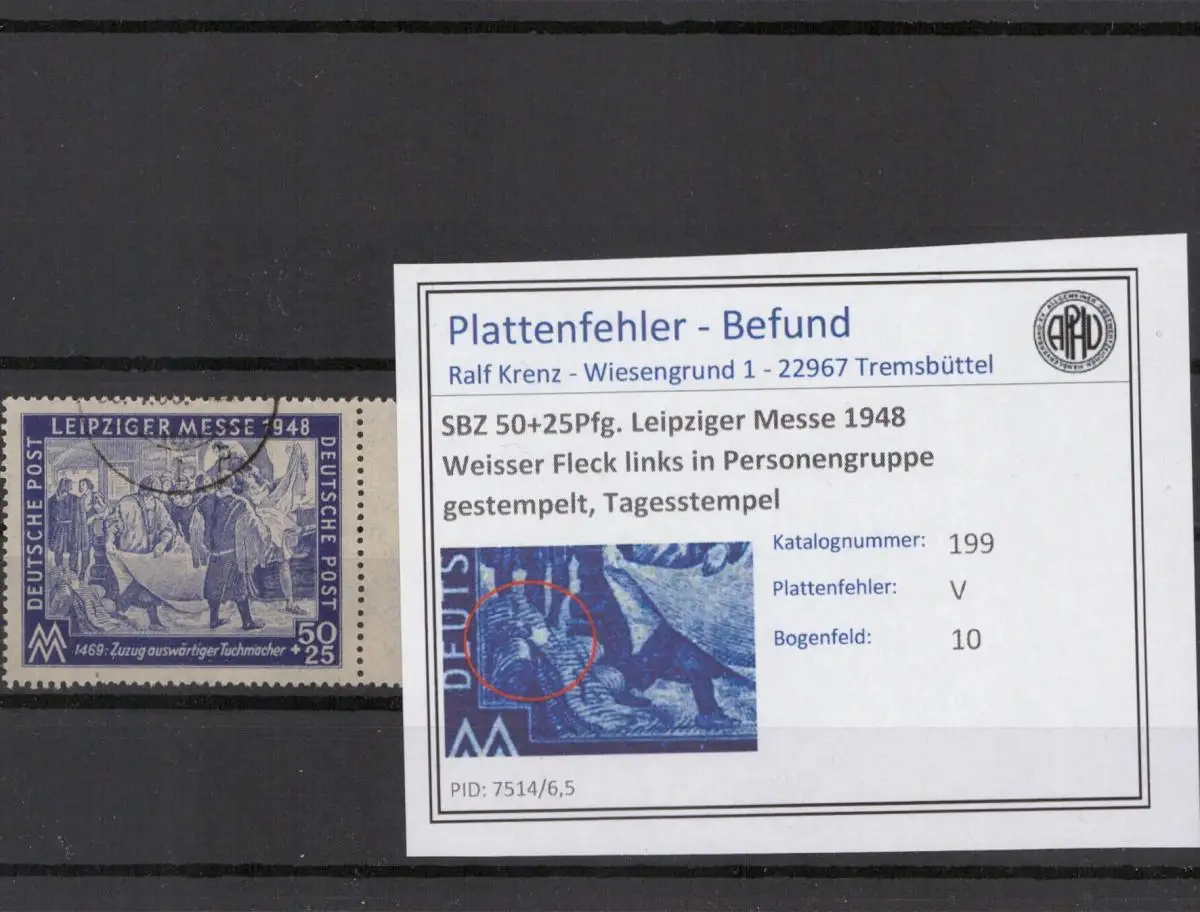 LEIPZIGER MESSE 1948
DEUTSCHE POST
DEUTSCHE POST
1469: Zuzug auswärtiger Tuchmacher
50
+25
Plattenfehler - Befund
Ralf Krenz - Wiesengrund 1 - 22967 Tremsbüttel
APHV
SBZ 50+25Pfg. Leipziger Messe 1948
Weisser Fleck links in Personengruppe
gestempelt, Tagesstempel
DEUTS
Katalognummer: 199
Plattenfehler: V
Bogenfeld: 10
PID: 7514/6,5